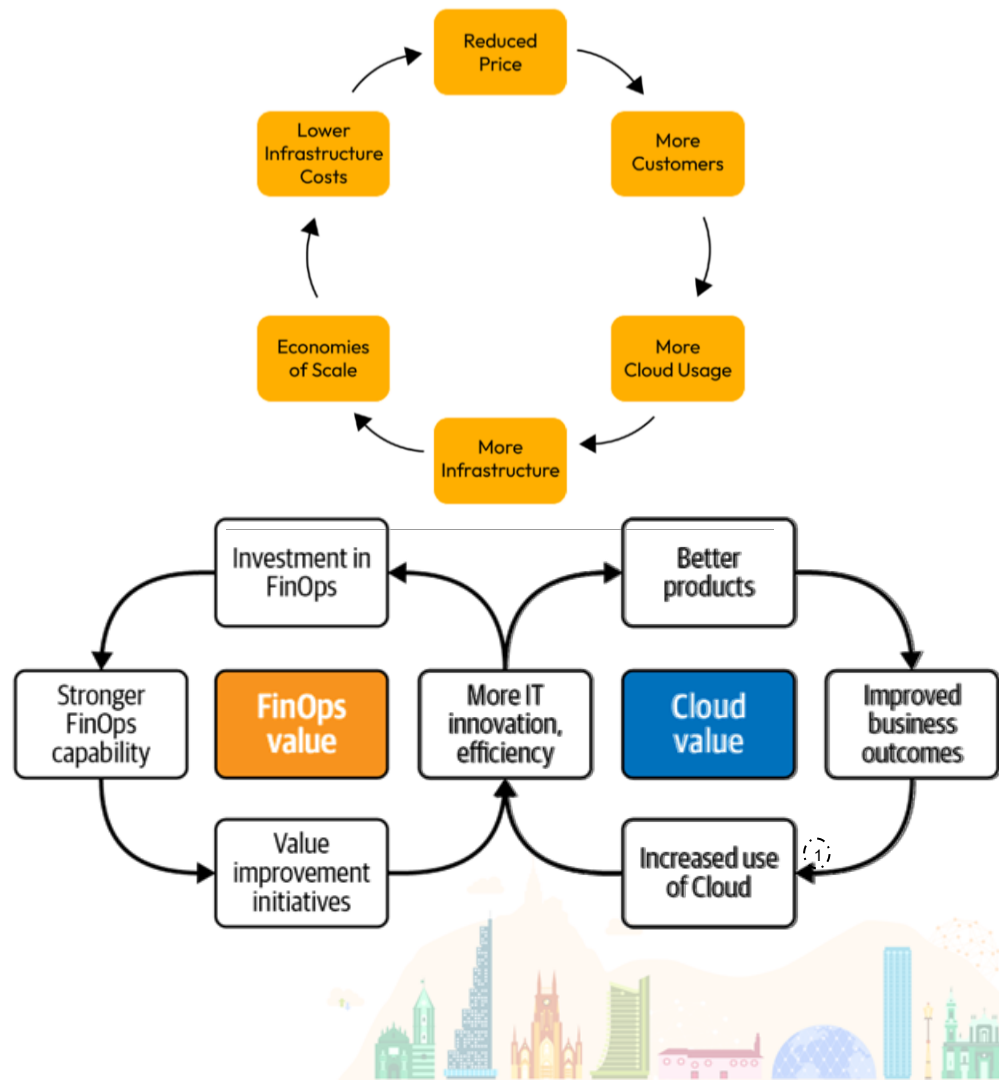 Reduced
Price
Lower
Infrastructure
Costs
More
Customers
Economies
of Scale
More
Cloud Usage
More
Infrastructure
Investment in
FinOps
Better
products
Stronger
FinOps
capability
FinOps
value
More IT
innovation,
efficiency
Cloud
value
Improved
business
outcomes
Value
improvement
initiatives
Increased use
of Cloud
1